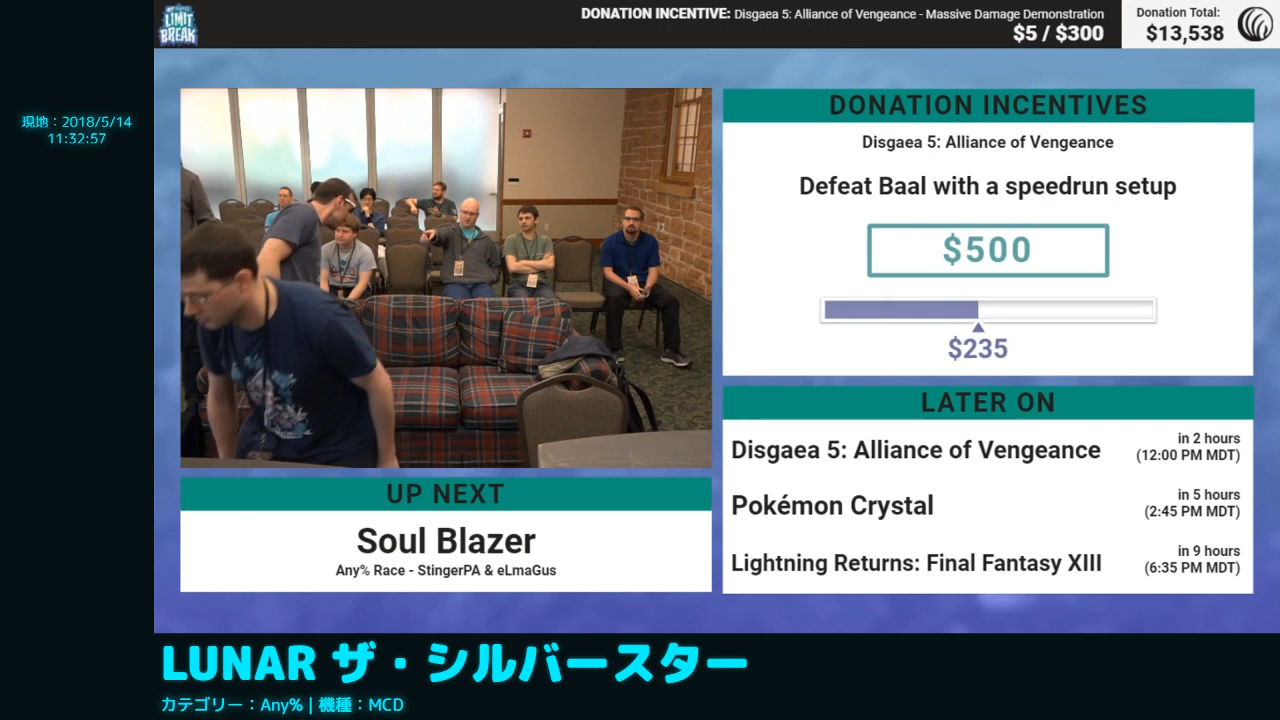 LIMIT
BREAK
DONATION INCENTIVE: Disgaea 5: Alliance of Vengeance - Massive Damage Demonstration
$5 / $300
Donation Total:
$13,538
現地：2018/5/14
11:32:57
DONATION INCENTIVES
Disgaea 5: Alliance of Vengeance
Defeat Baal with a speedrun setup
$500
$235
UP NEXT
Soul Blazer
Any% Race - StingerPA & eLmaGus
LATER ON
Disgaea 5: Alliance of Vengeance
in 2 hours
(12:00 PM MDT)
Pokémon Crystal
in 5 hours
(2:45 PM MDT)
Lightning Returns: Final Fantasy XIII
in 9 hours
(6:35 PM MDT)
LUNAR ザ・シルバースター
カテゴリー：Any% | 機種：MCD